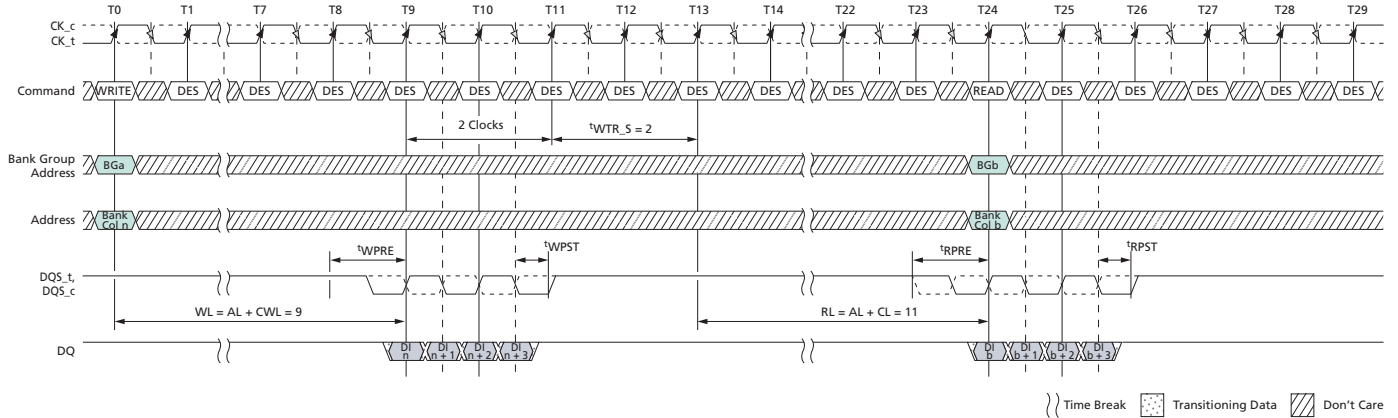 T0 T1 T7 T8 T9 T10 T11 T12 T13 T14 T22 T23 T24 T25 T26 T27 T28 T29
CK_c
CK_t
Command WRITE DES DES DES DES DES DES DES DES DES DES DES READ DES DES DES DES DES
2 Clocks tWTR_S = 2
Bank Group
Address BGa BGb
Address Bank
Col n Bank
Col b
tWPRE tWPST tRPRE tRPST
DQS_t,
DQS_c
WL = AL + CWL = 9 RL = AL + CL = 11
DQ DI
n DI
n + 1 DI
n + 2 DI
n + 3 DI
b DI
b + 1 DI
b + 2 DI
b + 3
Time Break Transitioning Data Don't Care